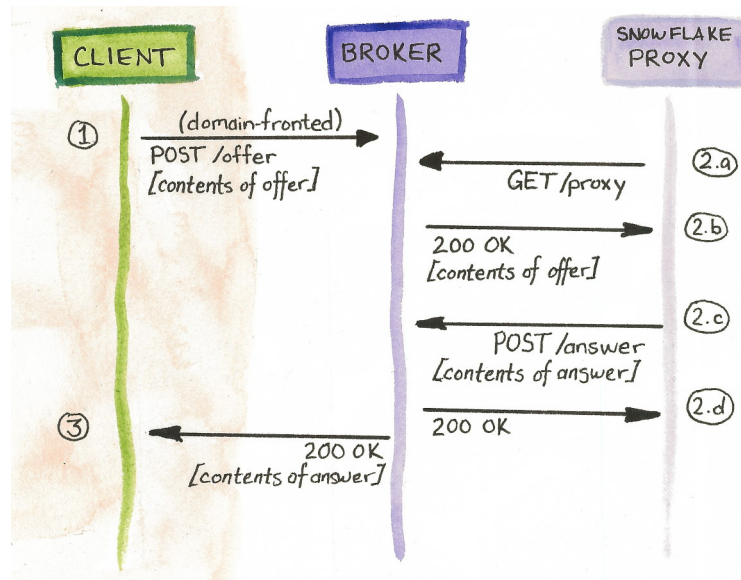 CLIENT
BROKER
SNOWFLAKE
PROXY
1
(domain-fronted)
POST /offer
[contents of offer]
2.a
GET /proxy
2.b
200 OK
[contents of offer]
2.c
POST /answer
[contents of answer]
2.d
200 OK
3
200 OK
[contents of answer]